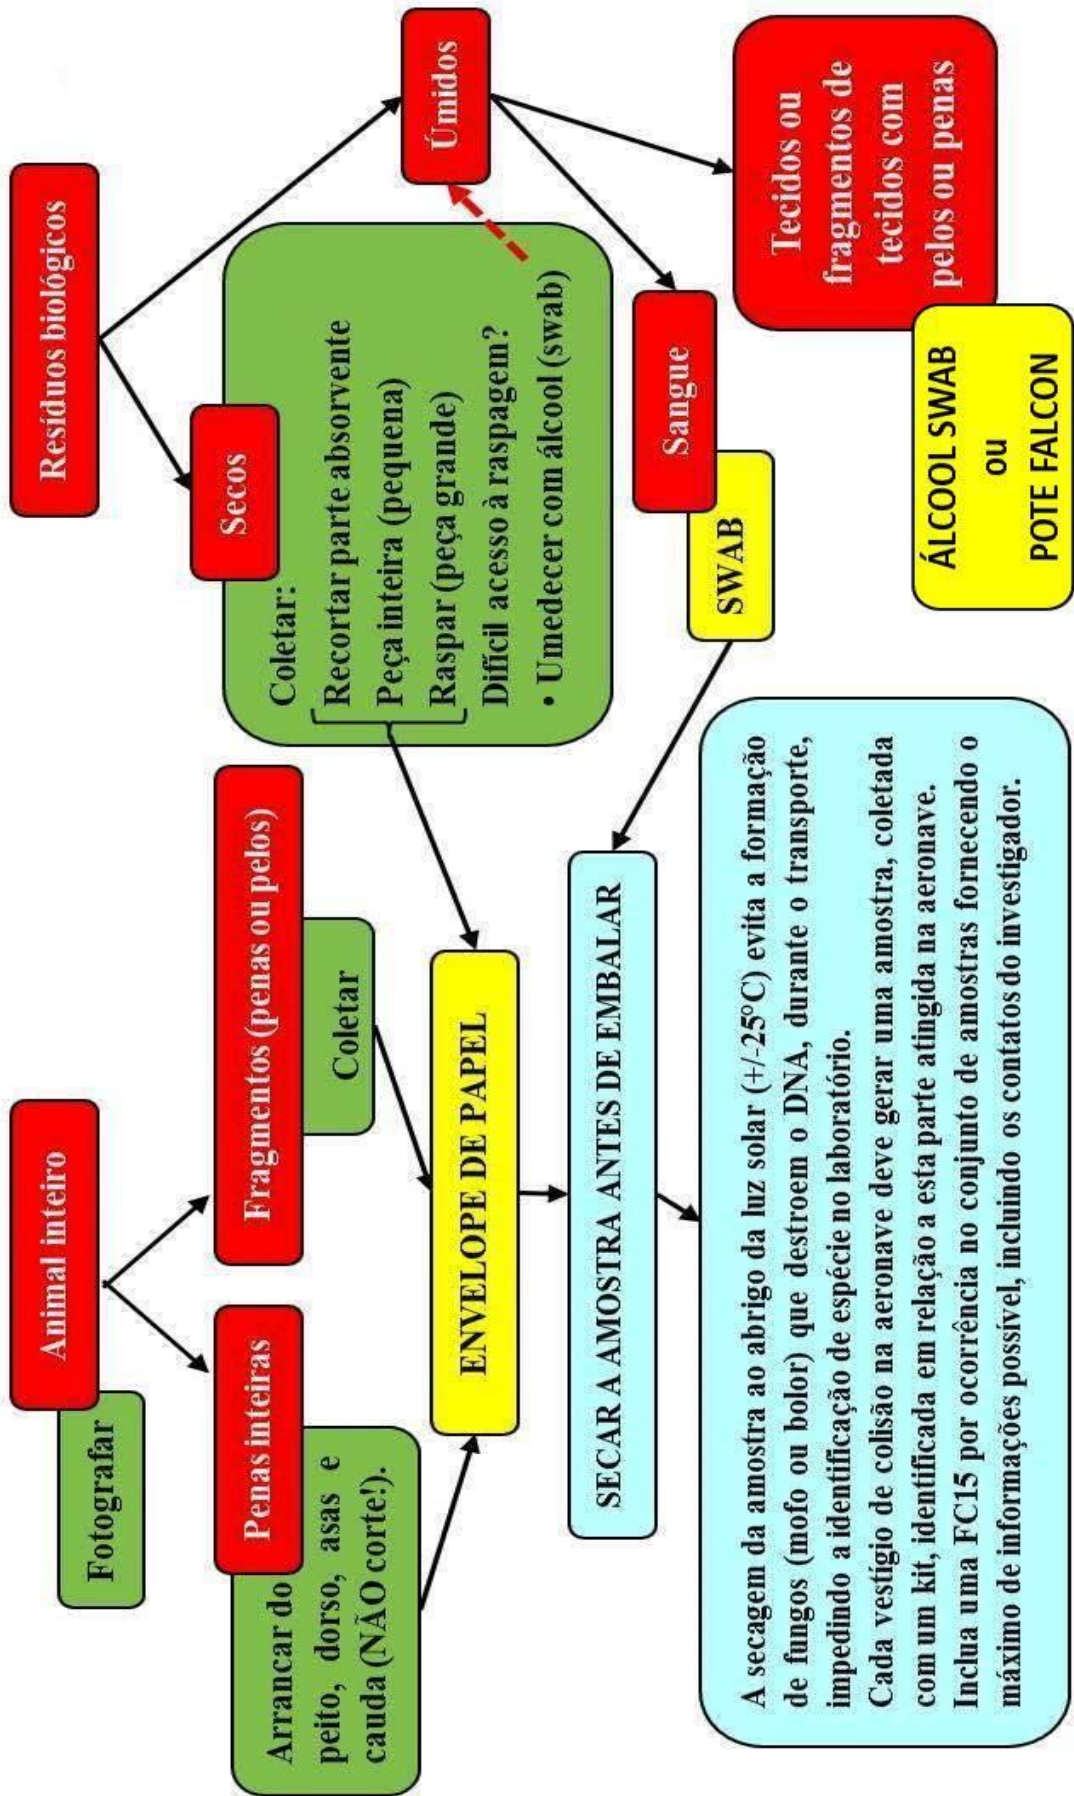 Animal inteiro
Fotografar
Penas inteiras
Arrancar do
peito, dorso, asas e
cauda (NÃO corte!).
Fragmentos (penas ou pelos)
Coletar
ENVELOPE DE PAPEL
SECAR A AMOSTRA ANTES DE EMBALAR
Resíduos biológicos
Secos
Coletar:
Recortar parte absorvente
Peça inteira (pequena)
Raspar (peça grande)
Difícil acesso à raspagem?
• Umedecer com álcool (swab)
Úmidos
Sangue
SWAB
Tecidos ou
fragmentos de
tecidos com
pelos ou penas
ÁLCOOL SWAB
ou
POTE FALCON
A secagem da amostra ao abrigo da luz solar (+/-25°C) evita a formação
de fungos (mofo ou bolor) que destroem o DNA, durante o transporte,
impedindo a identificação de espécie no laboratório.
Cada vestígio de colisão na aeronave deve gerar uma amostra, coletada
com um kit, identificada em relação a esta parte atingida na aeronave.
Inclua uma FC15 por ocorrência no conjunto de amostras fornecendo o
máximo de informações possível, incluindo os contatos do investigador.